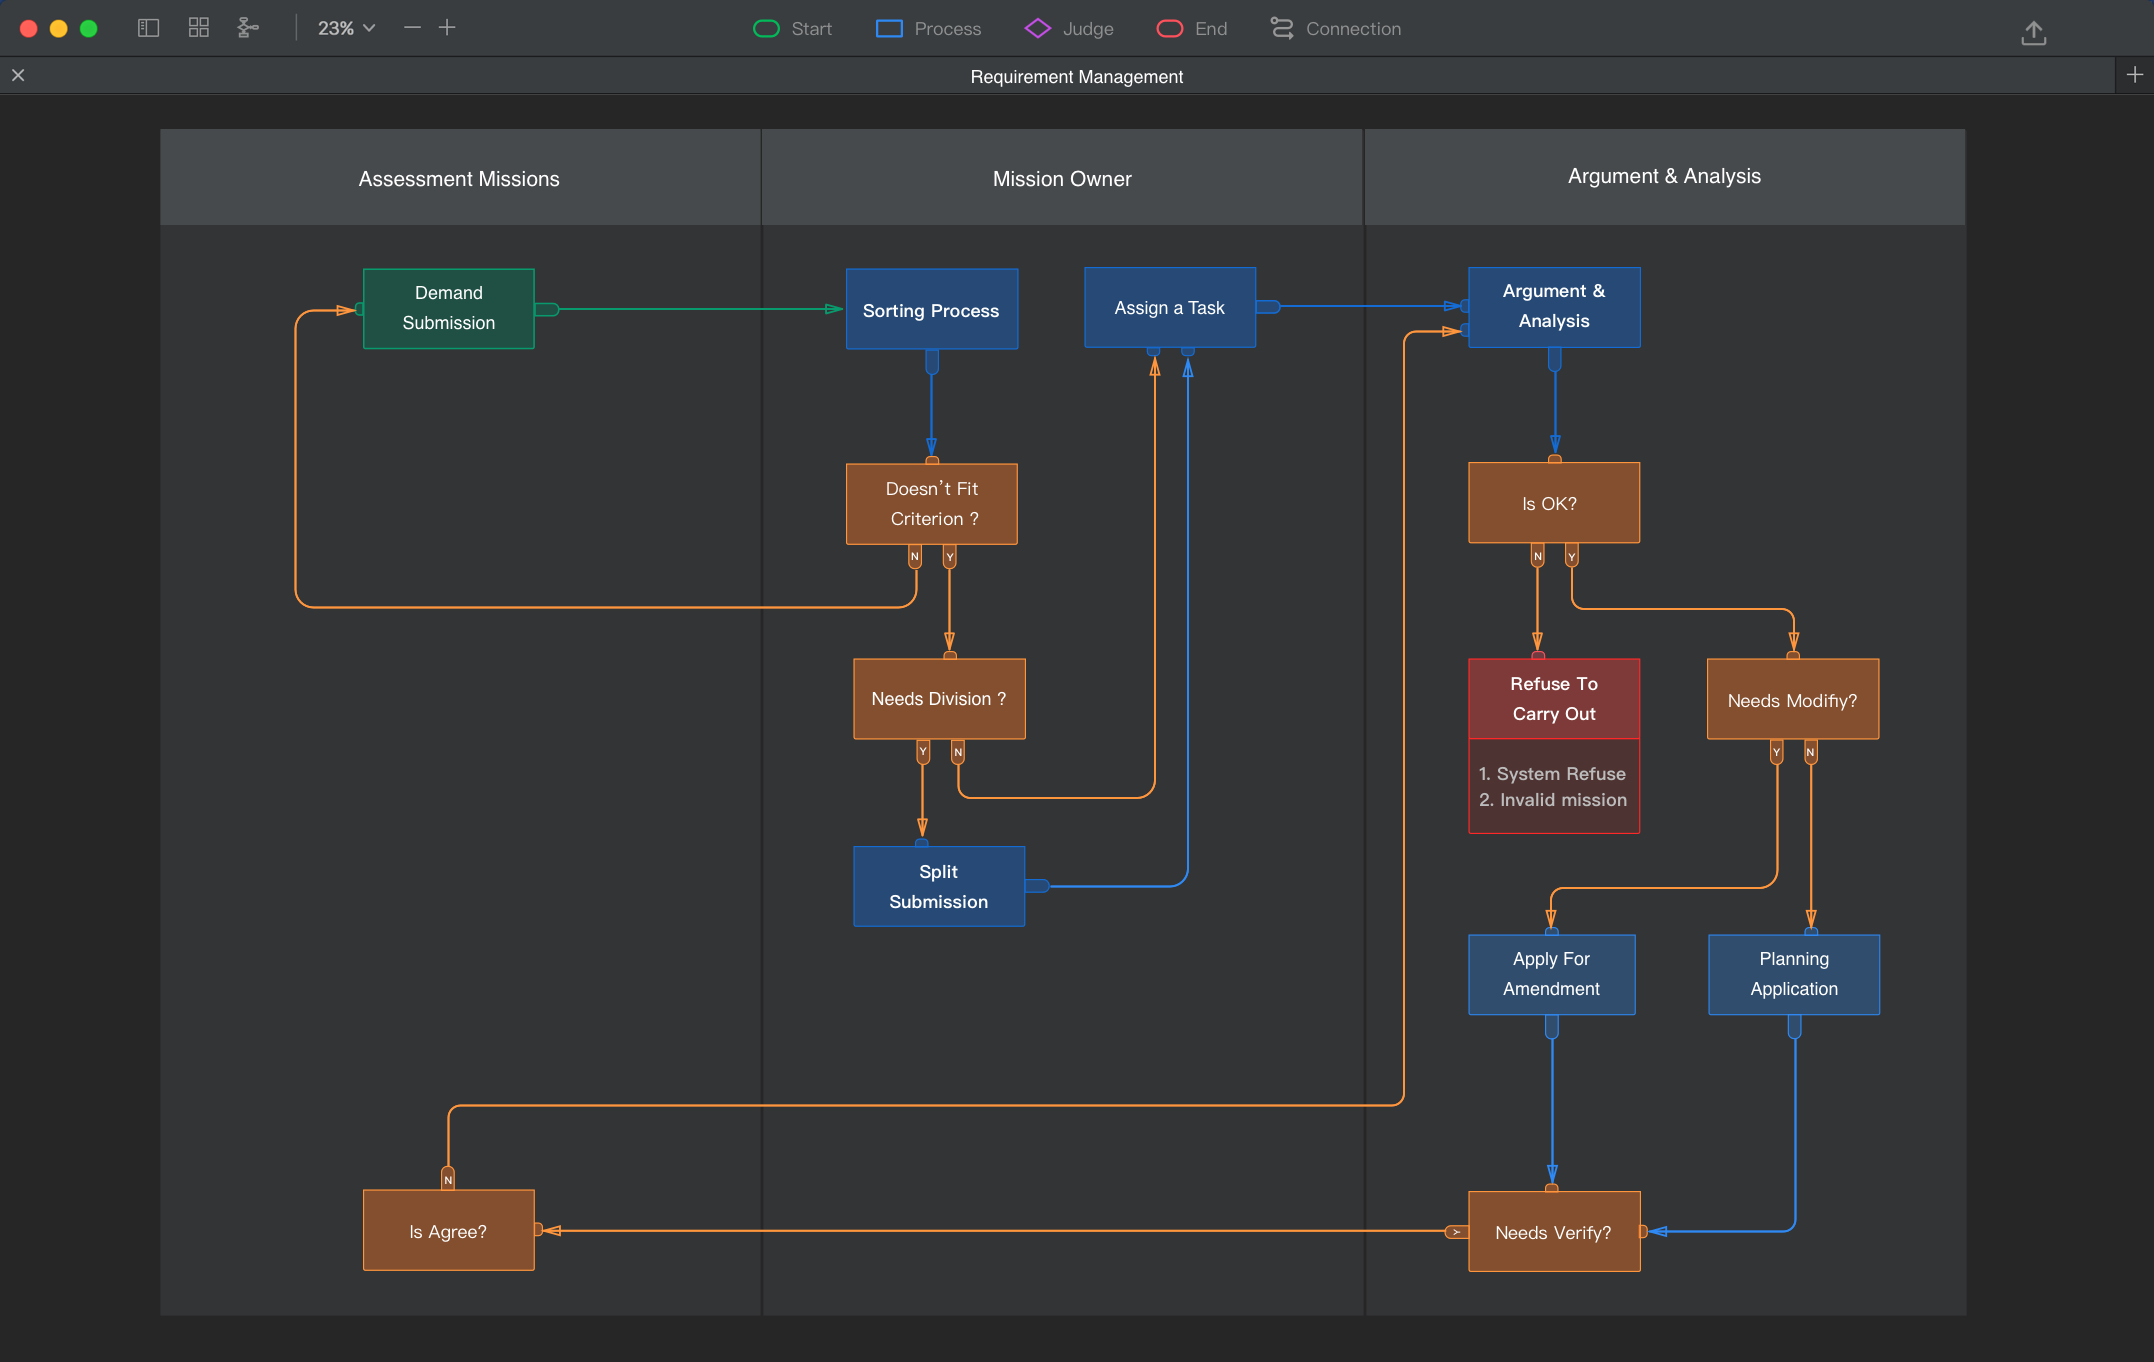 23%
Start
Process
Judge
End
Connection
Requirement Management
Assessment Missions
Mission Owner
Argument & Analysis
Demand
Submission
Sorting Process
Assign a Task
Argument &
Analysis
Doesn't Fit
Criterion ?
N
Y
Is OK?
N
Y
Needs Division ?
Y
N
Refuse To
Carry Out
1. System Refuse
2. Invalid mission
Needs Modifiy?
Y
N
Split
Submission
Apply For
Amendment
Planning
Application
N
Is Agree?
Y
Needs Verify?